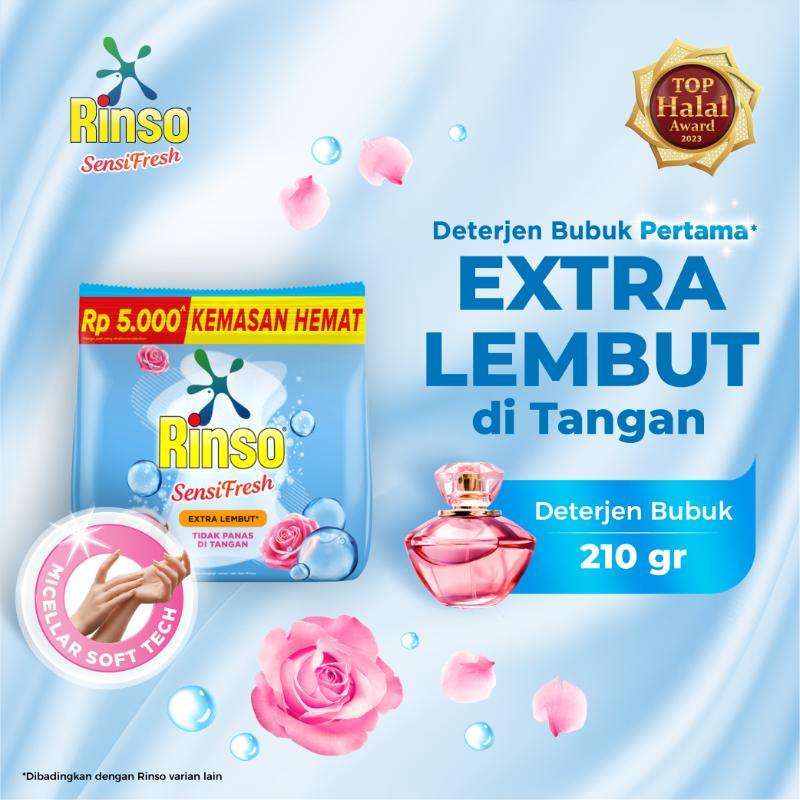 Rinso
SensiFresh
TOP
Halal
Award
2023
Deterjen Bubuk Pertama*
EXTRA
LEMBUT
di Tangan
Rp 5.000^ KEMASAN HEMAT
Rinso
SensiFresh
EXTRA LEMBUT*
TIDAK PANAS
DI TANGAN
MICELLAR SOFT TECH
Deterjen Bubuk
210 gr
*Dibadingkan dengan Rinso varian lain